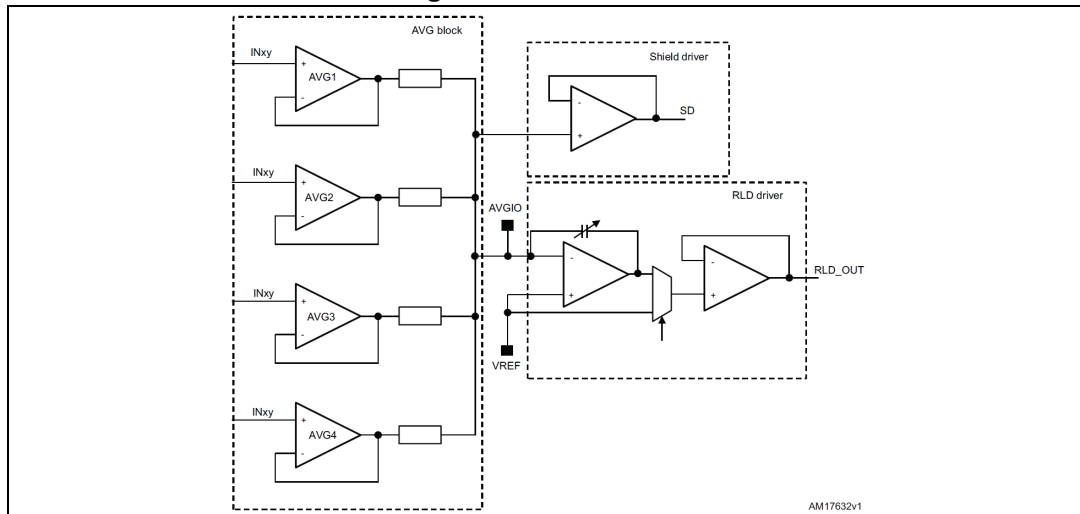 AVG block
INxy
+
AVG1
-
Shield driver
-
SD
+
INxy
+
AVG2
-
RLD driver
AVGIO
-
-
RLD_OUT
+
+
INxy
+
AVG3
-
VREF
INxy
+
AVG4
-
AM17632v1